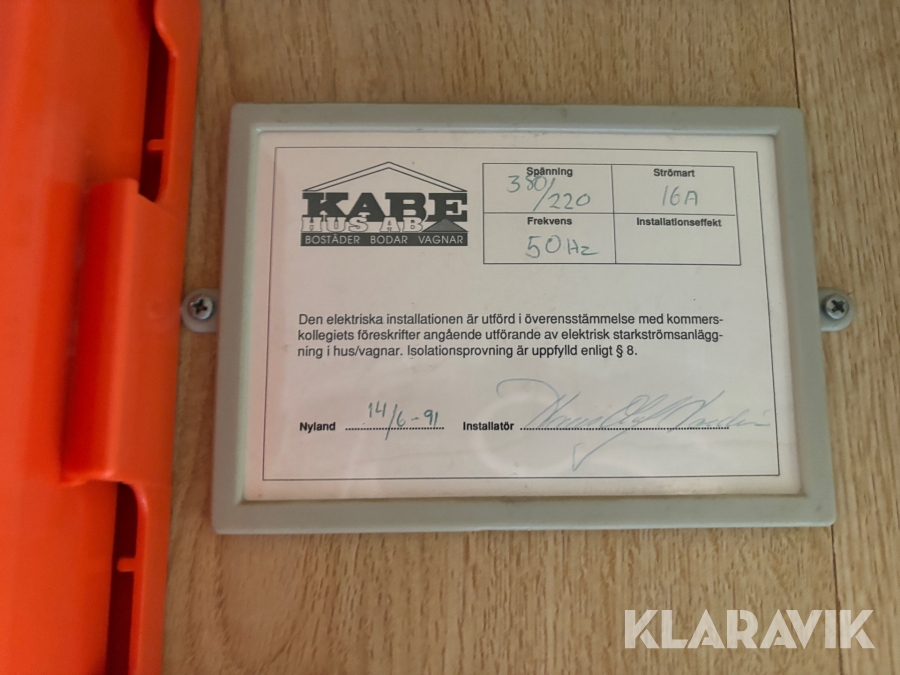 KABE
HUS AB
BOSTÄDER BODAR VAGNAR
Spänning
380/220
Strömart
16A
Frekvens
50Hz
Installationseffekt
Den elektriska installationen är utförd i överensstämmelse med kommers-
kollegiets föreskrifter angående utförande av elektrisk starkströmsanlägg-
ning i hus/vagnar. Isolationsprovning är uppfylld enligt § 8.
Nyland 14/6-91 Installatör
KLARAVIK